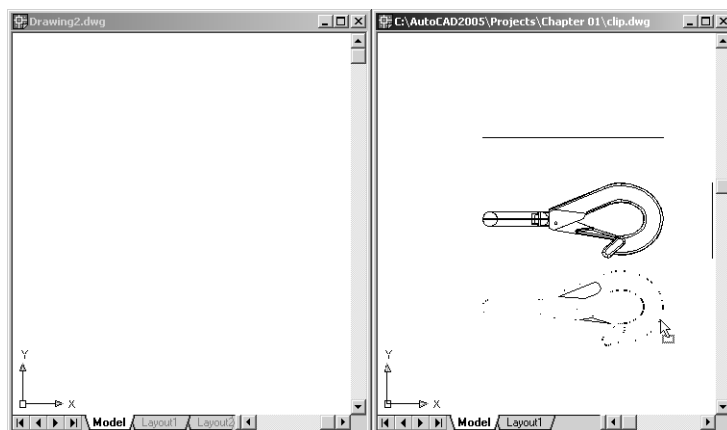 Drawing2.dwg
C:\AutoCAD2005\Projects\Chapter 01\clip.dwg
Y
X
Y
X
Model Layout1 Layout2
Model Layout1